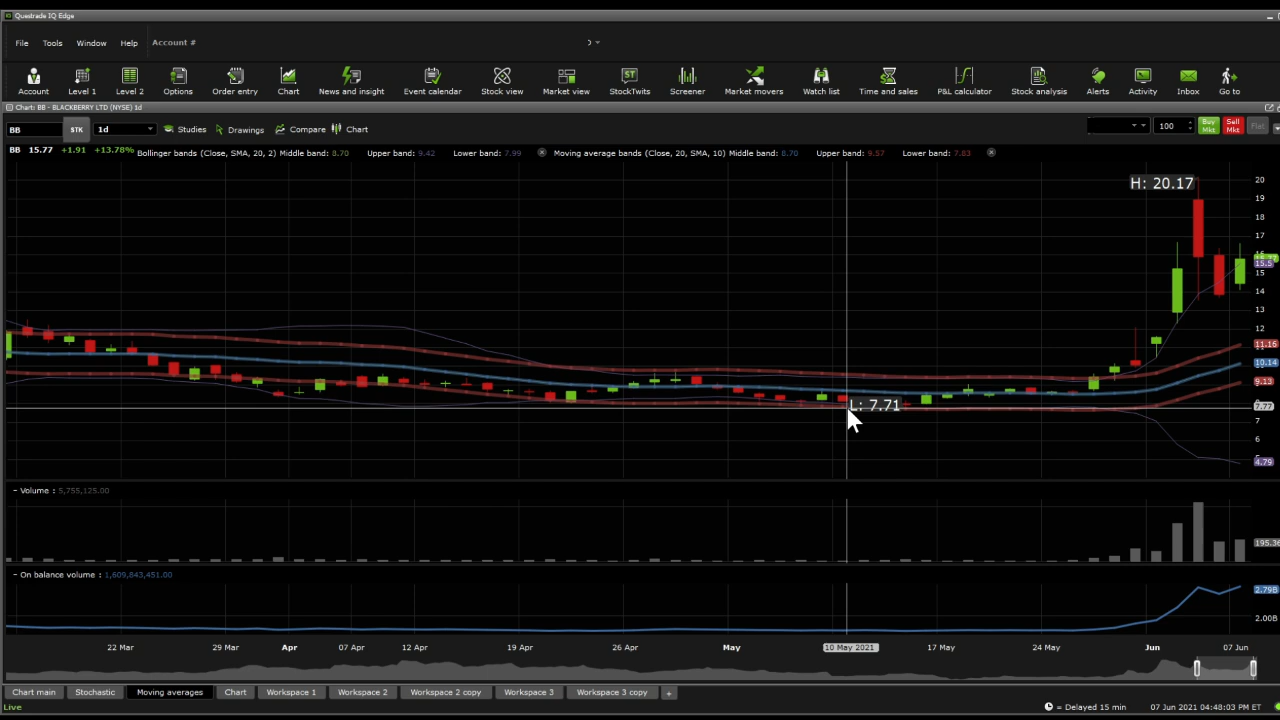 Questrade IQ Edge
File Tools Window Help Account #
Account Level 1 Level 2 Options Order entry Chart News and insight Event calendar Stock view Market view StockTwits Screener Market movers Watch list Time and sales P&L calculator Stock analysis Alerts Activity Inbox Go to
Chart: BB - BLACKBERRY LTD (NYSE) 1d
BB STK 1d Studies Drawings Compare Chart 100 Buy Mkt Sell Mkt Flat
BB 15.77 +1.91 +13.78% Bollinger bands (Close, SMA, 20, 2) Middle band: 8.70 Upper band: 9.42 Lower band: 7.99 Moving average bands (Close, 20, SMA, 10) Middle band: 8.70 Upper band: 9.57 Lower band: 7.83
H: 20.17
20
19
18
17
15.5
15
14
13
12
11.16
10.14
9.13
L: 7.71
7.77
7
6
4.79
– Volume : 5,755,125.00
195.36
– On balance volume : 1,609,843,451.00
2.79B
2.00B
22 Mar 29 Mar Apr 07 Apr 12 Apr 19 Apr 26 Apr May 10 May 2021 17 May 24 May Jun 07 Jun
Chart main Stochastic Moving averages Chart Workspace 1 Workspace 2 Workspace 2 copy Workspace 3 Workspace 3 copy +
Live = Delayed 15 min 07 Jun 2021 04:48:03 PM ET